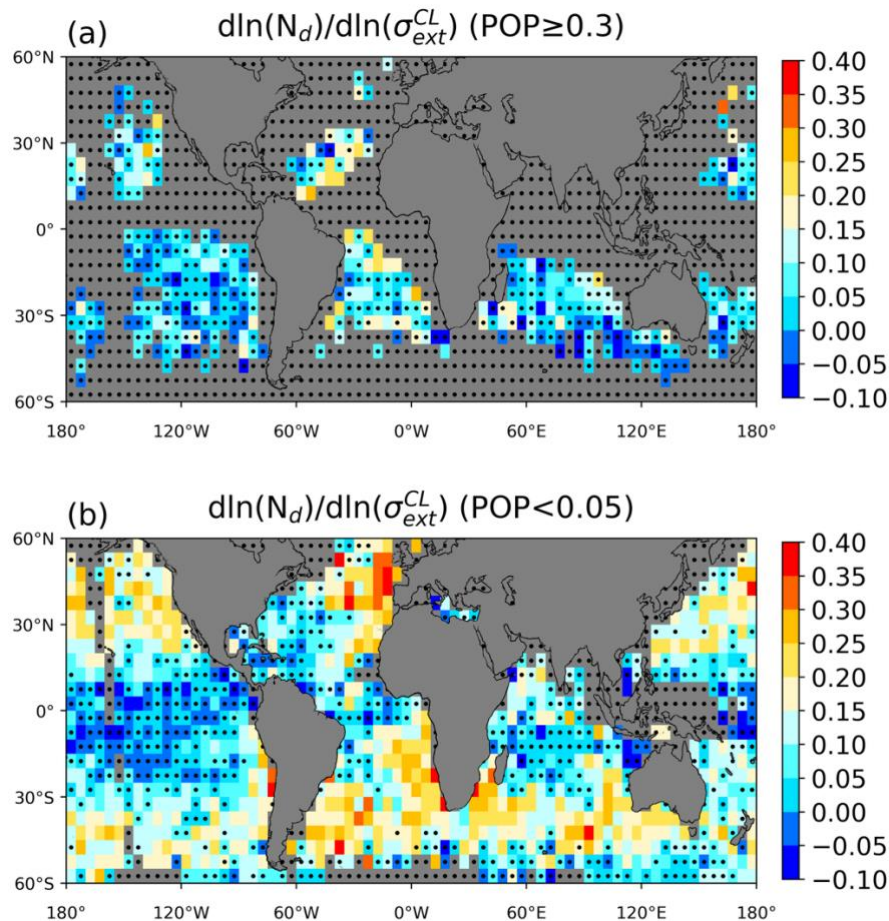 (a) dln(N_d)/dln(σ_ext^CL) (POP≥0.3)
60°N
30°N
0°
30°S
60°S
180° 120°W 60°W 0°W 60°E 120°E 180°
0.40
0.35
0.30
0.25
0.20
0.15
0.10
0.05
0.00
−0.05
−0.10
(b) dln(N_d)/dln(σ_ext^CL) (POP<0.05)
60°N
30°N
0°
30°S
60°S
180° 120°W 60°W 0°W 60°E 120°E 180°
0.40
0.35
0.30
0.25
0.20
0.15
0.10
0.05
0.00
−0.05
−0.10